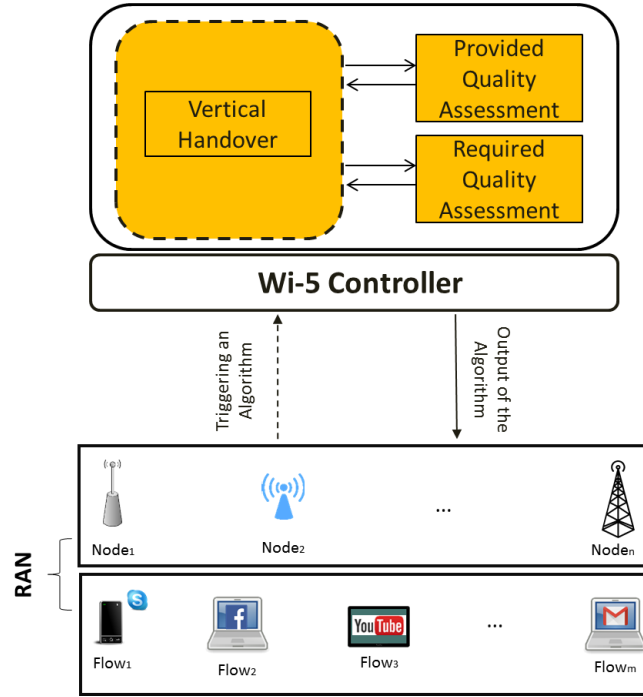 Vertical
Handover
Provided
Quality
Assessment
Required
Quality
Assessment
Wi-5 Controller
Triggering an
Algorithm
Output of the
Algorithm
RAN
Node1
Node2
...
Noden
S
f
YouTube
M
Flow1
Flow2
Flow3
...
Flowm